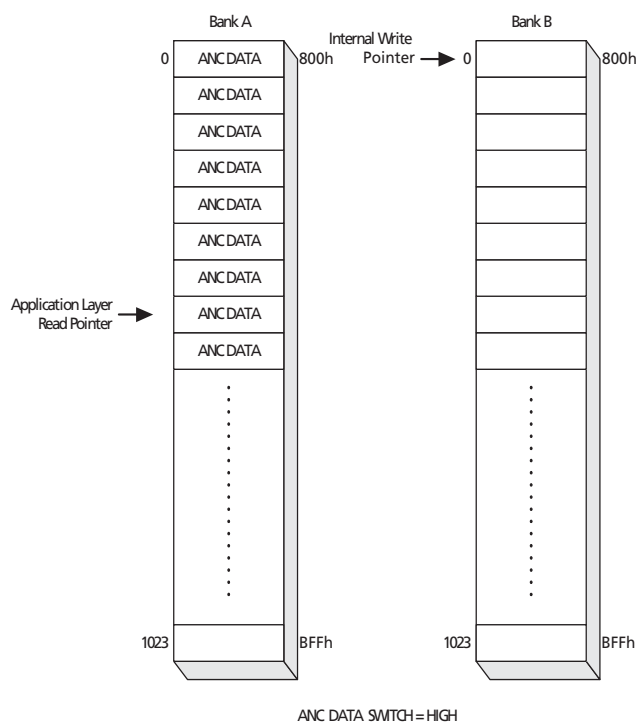 Bank A
0 ANC DATA 800h
ANC DATA
ANC DATA
ANC DATA
ANC DATA
ANC DATA
ANC DATA
Application Layer
Read Pointer
ANC DATA
ANC DATA
1023 BFFh
Bank B
Internal Write
Pointer 0 800h
1023 BFFh
ANC DATA SWITCH = HIGH